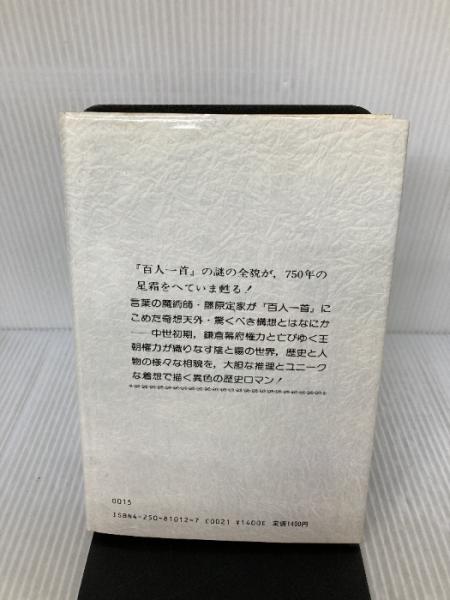 『百人一首』の謎の全貌が，750年の
星霜をへていま甦る！
言葉の魔術師・藤原定家が『百人一首』に
こめた奇想天外・驚くべき構想とはなにか
──中世初期，鎌倉幕府権力と亡びゆく王
朝権力が織りなす陰と陽の世界，歴史と人
物の様々な相貌を，大胆な推理とユニーク
な着想で描く異色の歴史ロマン！
0015
ISBN4-250-81012-7 C0021 ¥1400E 定価1400円